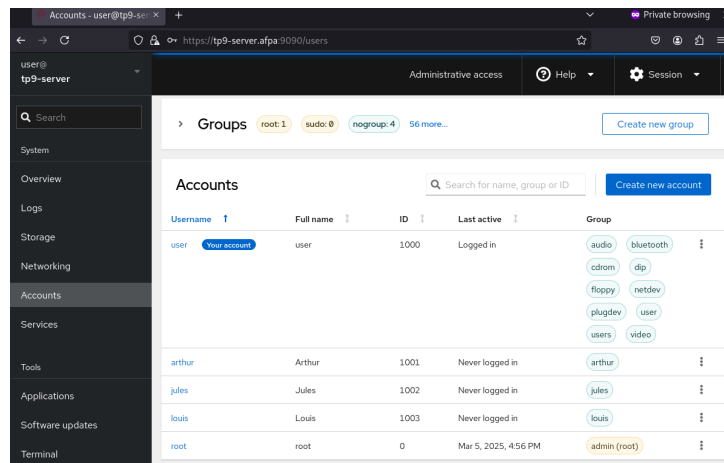 Accounts - user@tp9-ser
Private browsing
https://tp9-server.afpa:9090/users
user@
tp9-server
Administrative access
Help
Session
Search
System
Overview
Logs
Storage
Networking
Accounts
Services
Tools
Applications
Software updates
Terminal
Groups root: 1 sudo: 0 nogroup: 4 56 more...
Create new group
Accounts
Search for name, group or ID
Create new account
Username Full name ID Last active Group
user Your account user 1000 Logged in audio bluetooth
cdrom dip
floppy netdev
plugdev user
users video
arthur Arthur 1001 Never logged in arthur
jules Jules 1002 Never logged in jules
louis Louis 1003 Never logged in louis
root root 0 Mar 5, 2025, 4:56 PM admin (root)